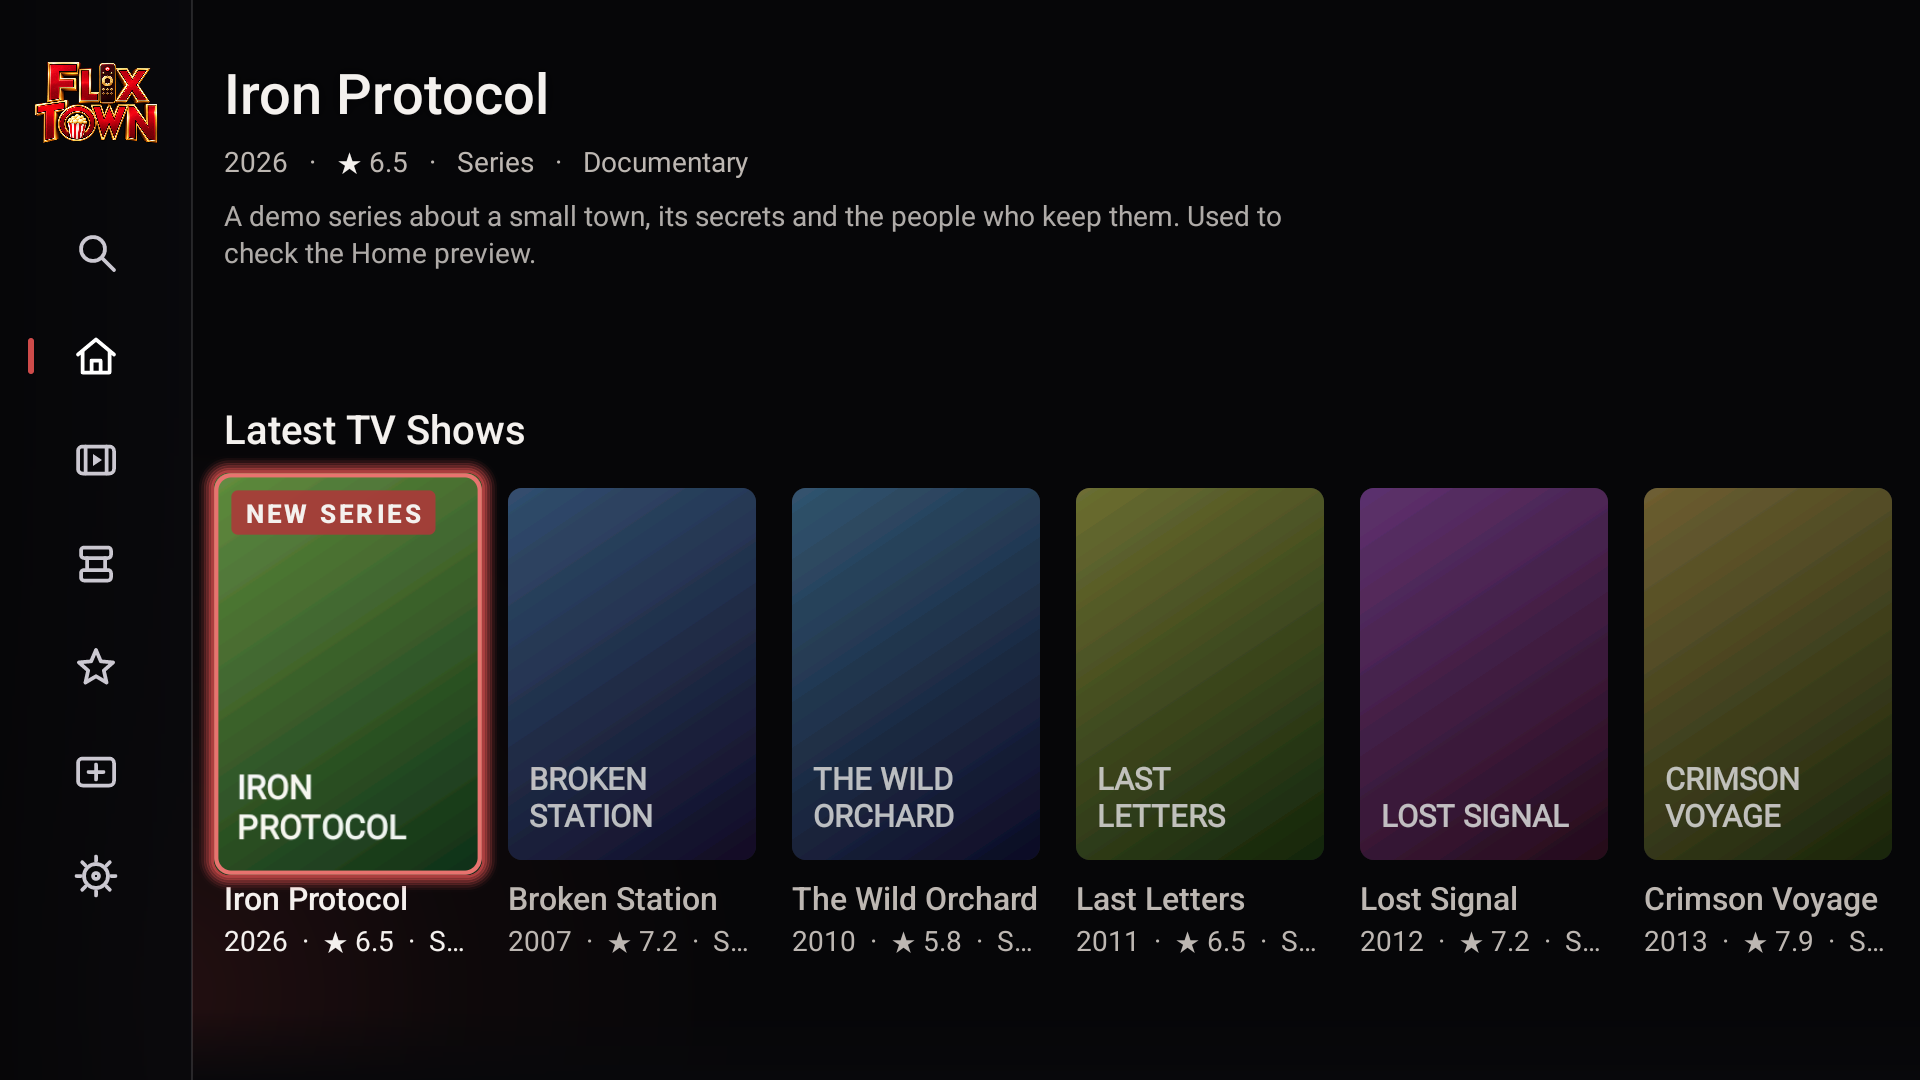 FLIX
TOWN
Iron Protocol
2026 · ★ 6.5 · Series · Documentary
A demo series about a small town, its secrets and the people who keep them. Used to
check the Home preview.
Latest TV Shows
NEW SERIES
IRON
PROTOCOL
BROKEN
STATION
THE WILD
ORCHARD
LAST
LETTERS
LOST SIGNAL
CRIMSON
VOYAGE
Iron Protocol
2026 · ★ 6.5 · S...
Broken Station
2007 · ★ 7.2 · S...
The Wild Orchard
2010 · ★ 5.8 · S...
Last Letters
2011 · ★ 6.5 · S...
Lost Signal
2012 · ★ 7.2 · S...
Crimson Voyage
2013 · ★ 7.9 · S...